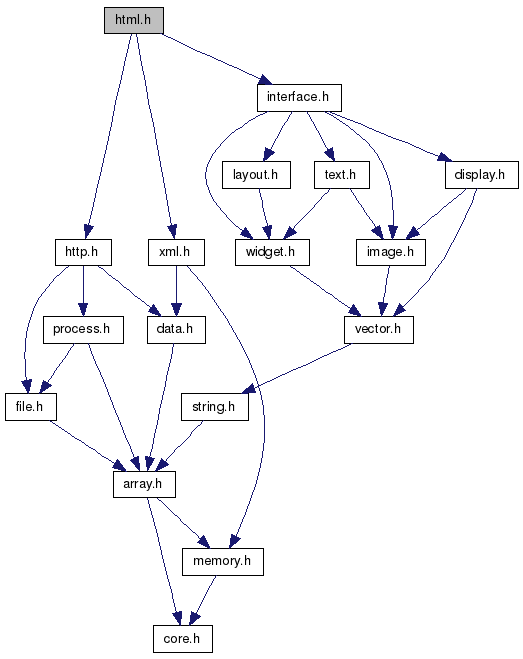 html.h
interface.h
layout.h
text.h
display.h
http.h
xml.h
widget.h
image.h
process.h
data.h
vector.h
file.h
string.h
array.h
memory.h
core.h